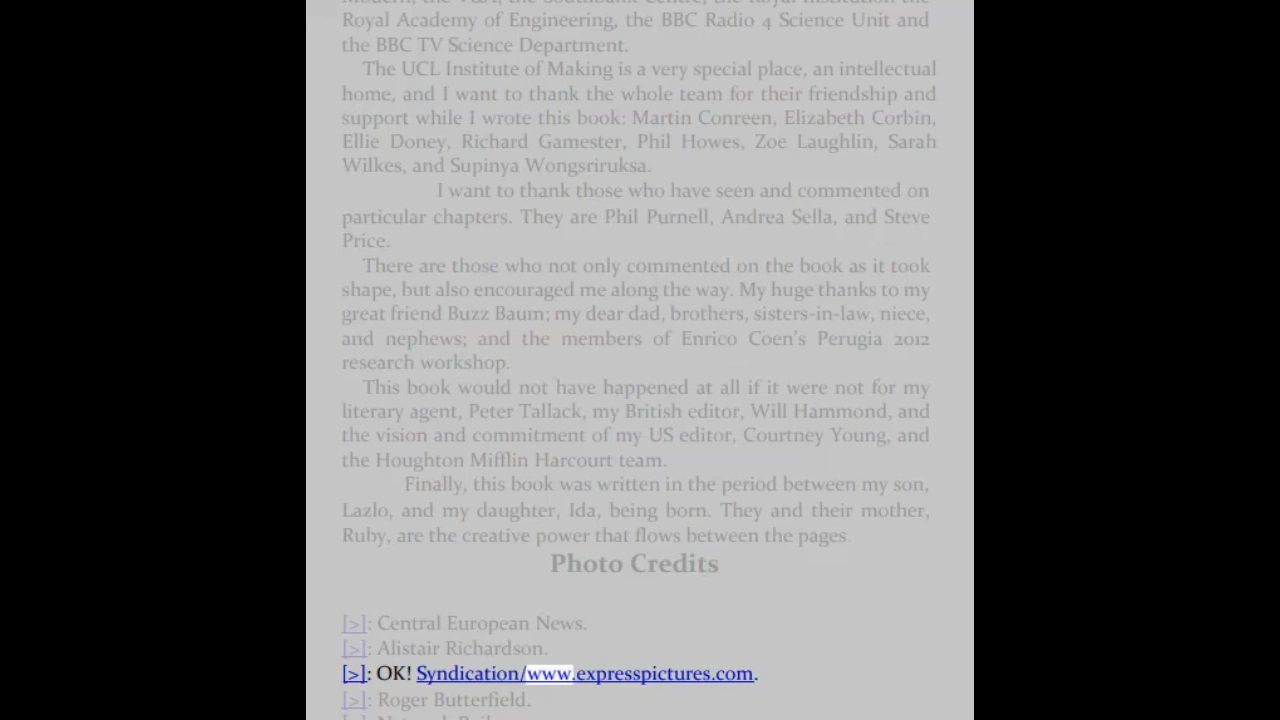 Royal Academy of Engineering, the BBC Radio 4 Science Unit and
the BBC TV Science Department.
The UCL Institute of Making is a very special place, an intellectual
home, and I want to thank the whole team for their friendship and
support while I wrote this book: Martin Conreen, Elizabeth Corbin,
Ellie Doney, Richard Gamester, Phil Howes, Zoe Laughlin, Sarah
Wilkes, and Supinya Wongsriruksa.
I want to thank those who have seen and commented on
particular chapters. They are Phil Purnell, Andrea Sella, and Steve
Price.
There are those who not only commented on the book as it took
shape, but also encouraged me along the way. My huge thanks to my
great friend Buzz Baum; my dear dad, brothers, sisters-in-law, niece,
and nephews; and the members of Enrico Coen’s Perugia 2012
research workshop.
This book would not have happened at all if it were not for my
literary agent, Peter Tallack, my British editor, Will Hammond, and
the vision and commitment of my US editor, Courtney Young, and
the Houghton Mifflin Harcourt team.
Finally, this book was written in the period between my son,
Lazlo, and my daughter, Ida, being born. They and their mother,
Ruby, are the creative power that flows between the pages.
Photo Credits
[>]: Central European News.
[>]: Alistair Richardson.
[>]: OK! Syndication/www.expresspictures.com.
[>]: Roger Butterfield.